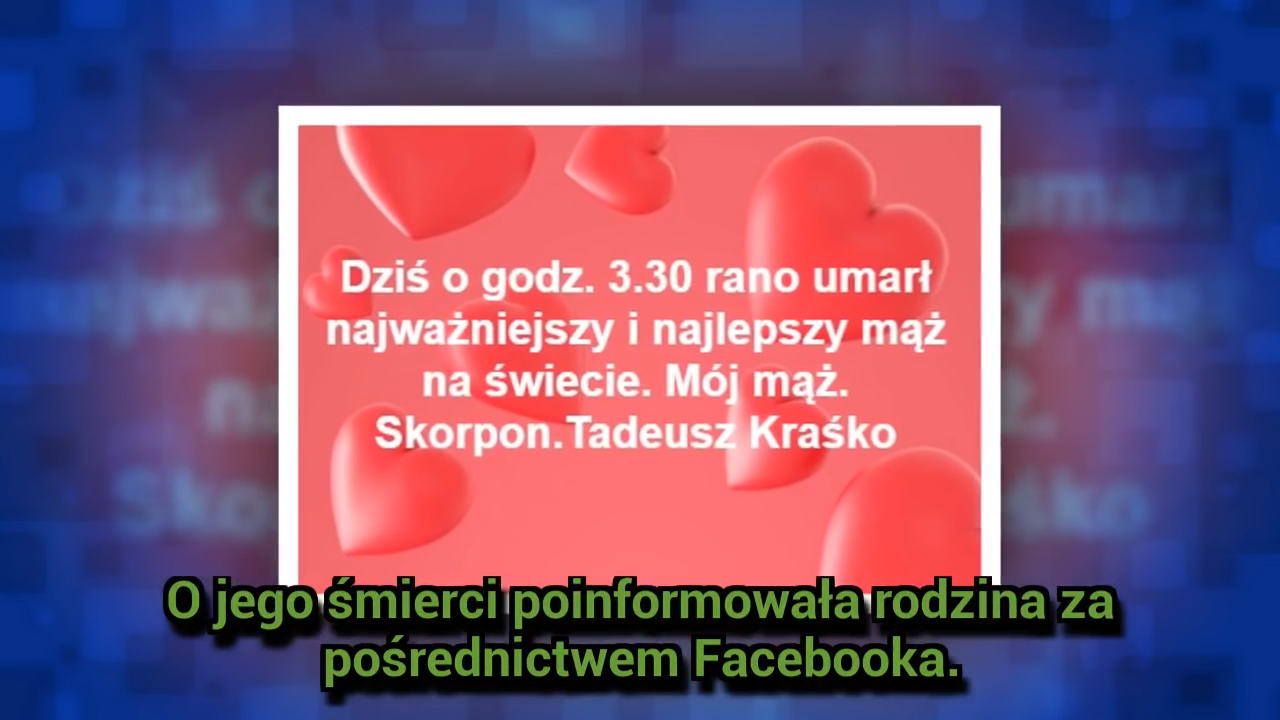 Dziś o godz. 3.30 rano umarł
najważniejszy i najlepszy mąż
na świecie. Mój mąż.
Skorpon.Tadeusz Kraśko
O jego śmierci poinformowała rodzina za
pośrednictwem Facebooka.